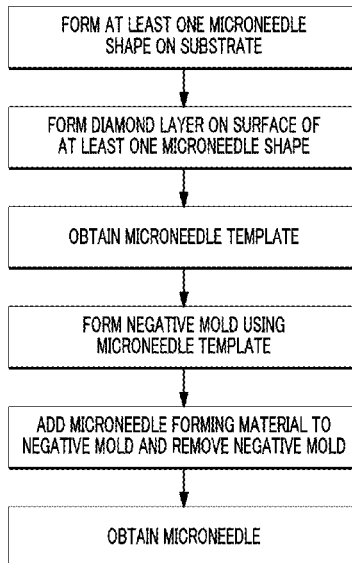 FORM AT LEAST ONE MICRONEEDLE
SHAPE ON SUBSTRATE
FORM DIAMOND LAYER ON SURFACE OF
AT LEAST ONE MICRONEEDLE SHAPE
OBTAIN MICRONEEDLE TEMPLATE
FORM NEGATIVE MOLD USING
MICRONEEDLE TEMPLATE
ADD MICRONEEDLE FORMING MATERIAL TO
NEGATIVE MOLD AND REMOVE NEGATIVE MOLD
OBTAIN MICRONEEDLE